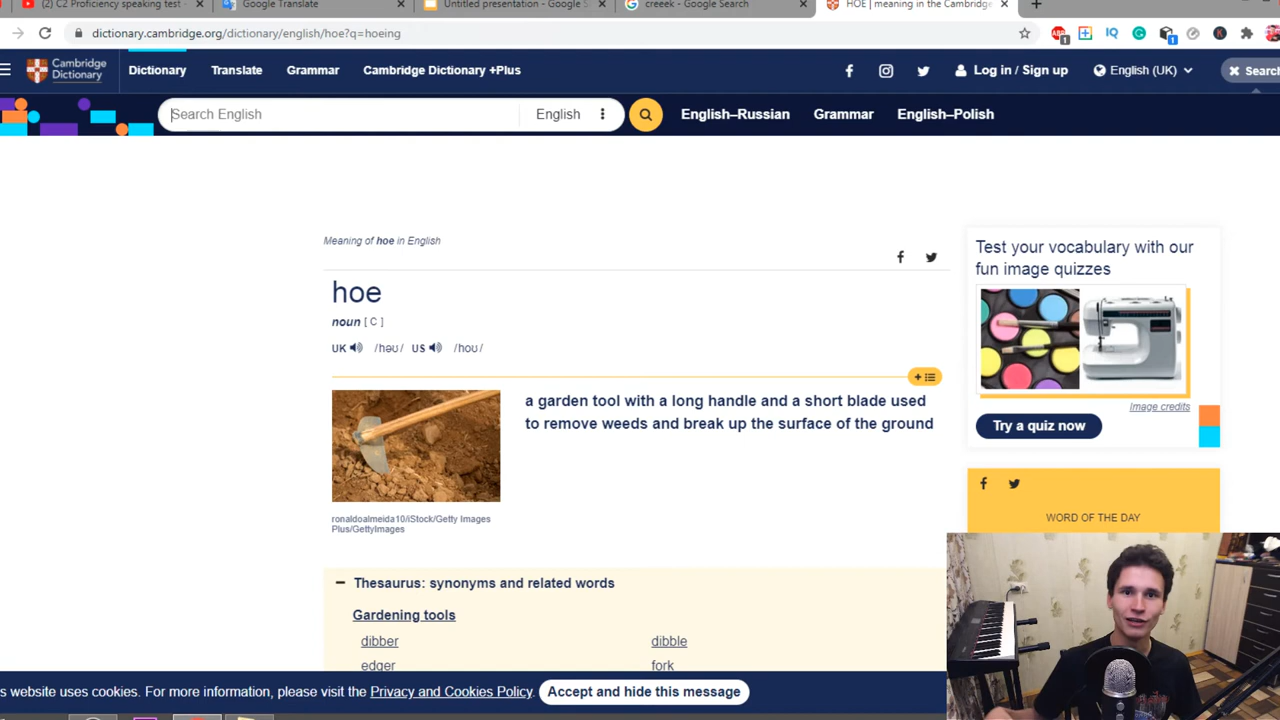 (2) C2 Proficiency speaking test -
Google Translate
Untitled presentation - Google S
creeek - Google Search
HOE | meaning in the Cambridge
dictionary.cambridge.org/dictionary/english/hoe?q=hoeing
Cambridge
Dictionary
Dictionary
Translate
Grammar
Cambridge Dictionary +Plus
Log in / Sign up
English (UK)
Search
Search English
English
English–Russian
Grammar
English–Polish
Meaning of hoe in English
hoe
noun [ C ]
UK /həʊ/ US /hoʊ/
a garden tool with a long handle and a short blade used
to remove weeds and break up the surface of the ground
ronaldoalmeida10/iStock/Getty Images
Plus/GettyImages
Thesaurus: synonyms and related words
Gardening tools
dibber
dibble
edger
fork
Test your vocabulary with our
fun image quizzes
Image credits
Try a quiz now
WORD OF THE DAY
s website uses cookies. For more information, please visit the Privacy and Cookies Policy.
Accept and hide this message